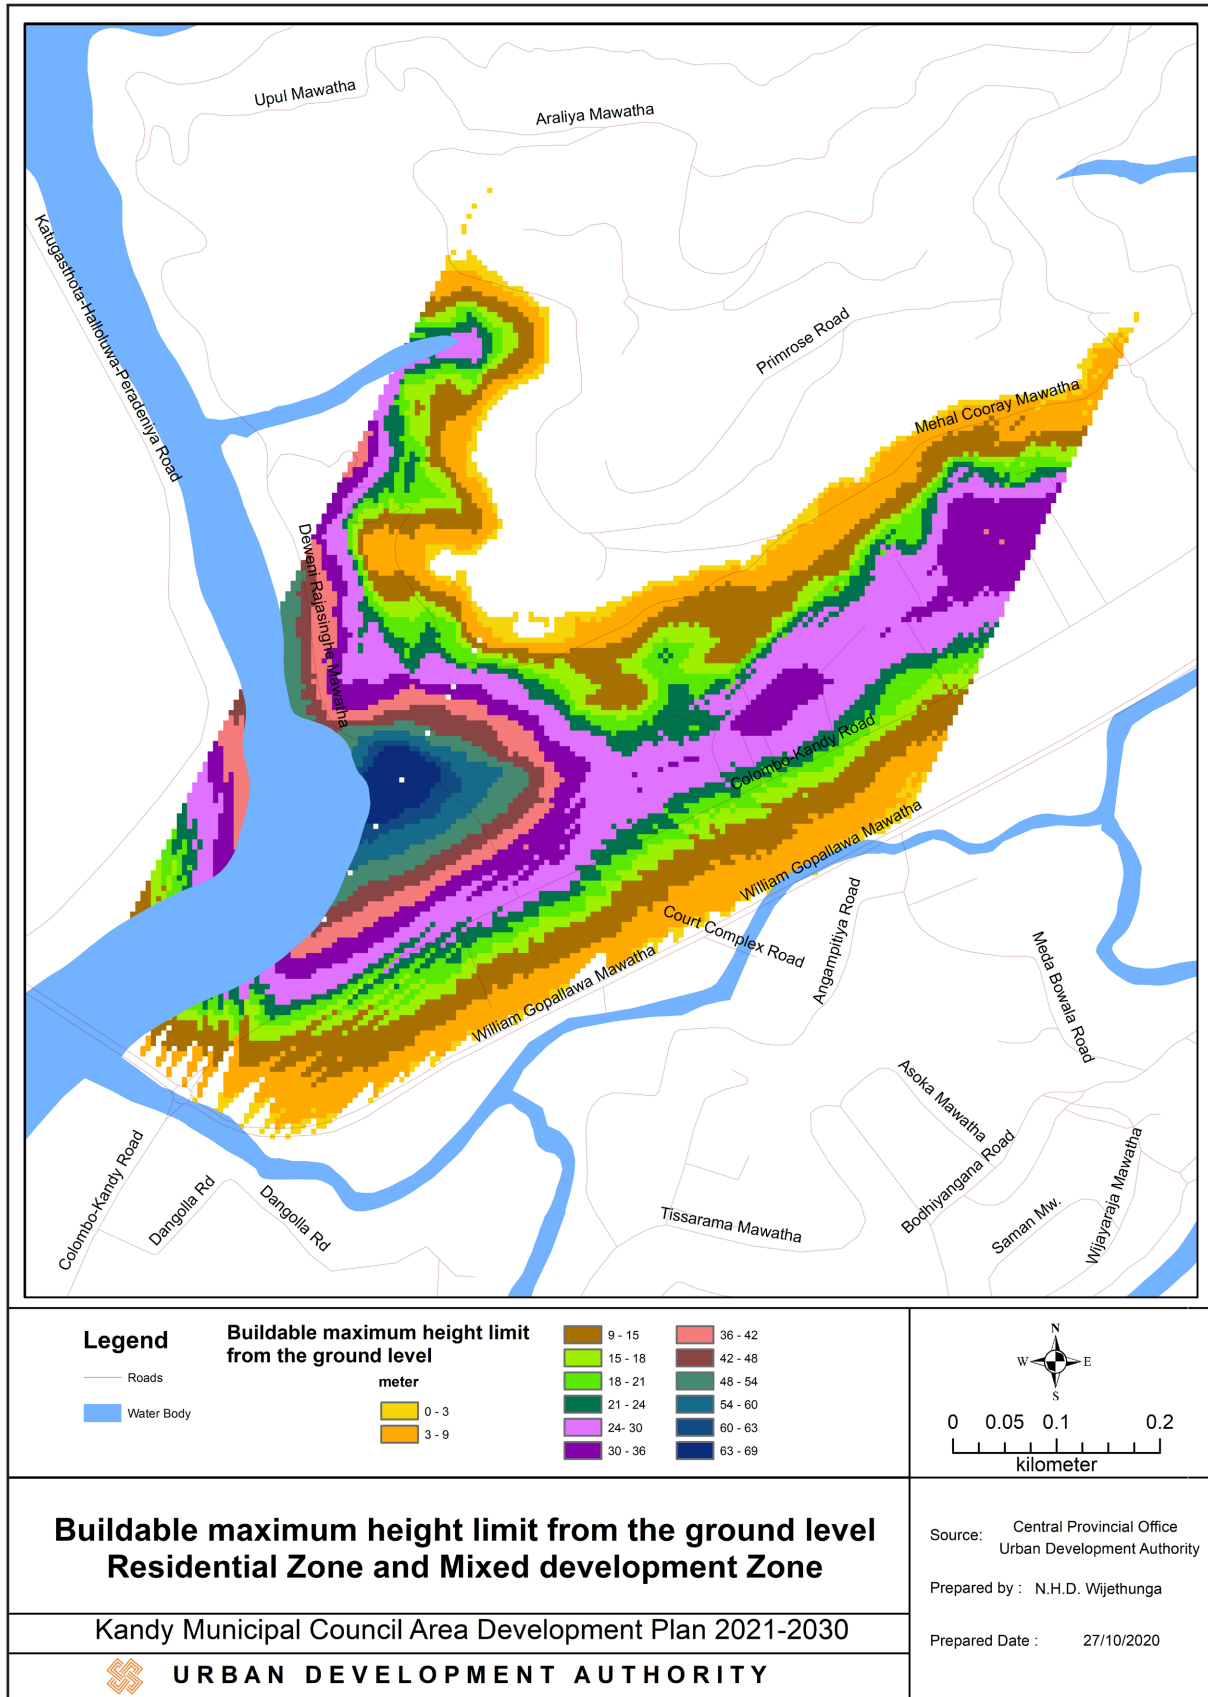 Upul Mawatha
Araliya Mawatha
Katugasthota-Halloluwa-Peradeniya Road
Primrose Road
Mehal Cooray Mawatha
Deweni Rajasinghe Mawatha
Colombo-Kandy Road
William Gopallawa Mawatha
Court Complex Road
Angampitiya Road
William Gopallawa Mawatha
Meda Bowala Road
Asoka Mawatha
Bodhiyangana Road
Colombo-Kandy Road
Dangolla Rd
Dangolla Rd
Tissarama Mawatha
Saman Mw.
Wijayaraja Mawatha
Legend
Roads
Water Body
Buildable maximum height limit
from the ground level
meter
0 - 3
3 - 9
9 - 15
15 - 18
18 - 21
21 - 24
24- 30
30 - 36
36 - 42
42 - 48
48 - 54
54 - 60
60 - 63
63 - 69
N
W E
S
0 0.05 0.1 0.2
kilometer
Buildable maximum height limit from the ground level
Residential Zone and Mixed development Zone
Kandy Municipal Council Area Development Plan 2021-2030
URBAN DEVELOPMENT AUTHORITY
Source: Central Provincial Office
Urban Development Authority
Prepared by : N.H.D. Wijethunga
Prepared Date : 27/10/2020